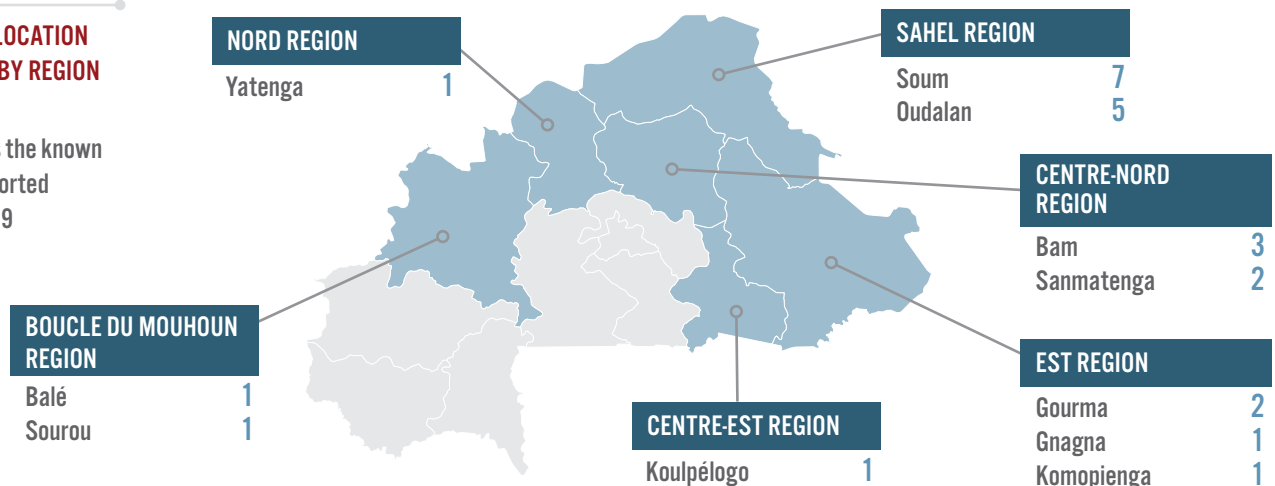 LOCATION
BY REGION
s the known
orted
9
NORD REGION
Yatenga 1
SAHEL REGION
Soum 7
Oudalan 5
CENTRE-NORD
REGION
Bam 3
Sanmatenga 2
BOUCLE DU MOUHOUN
REGION
Balé 1
Sourou 1
CENTRE-EST REGION
Koulpélogo 1
EST REGION
Gourma 2
Gnagna 1
Komopienga 1